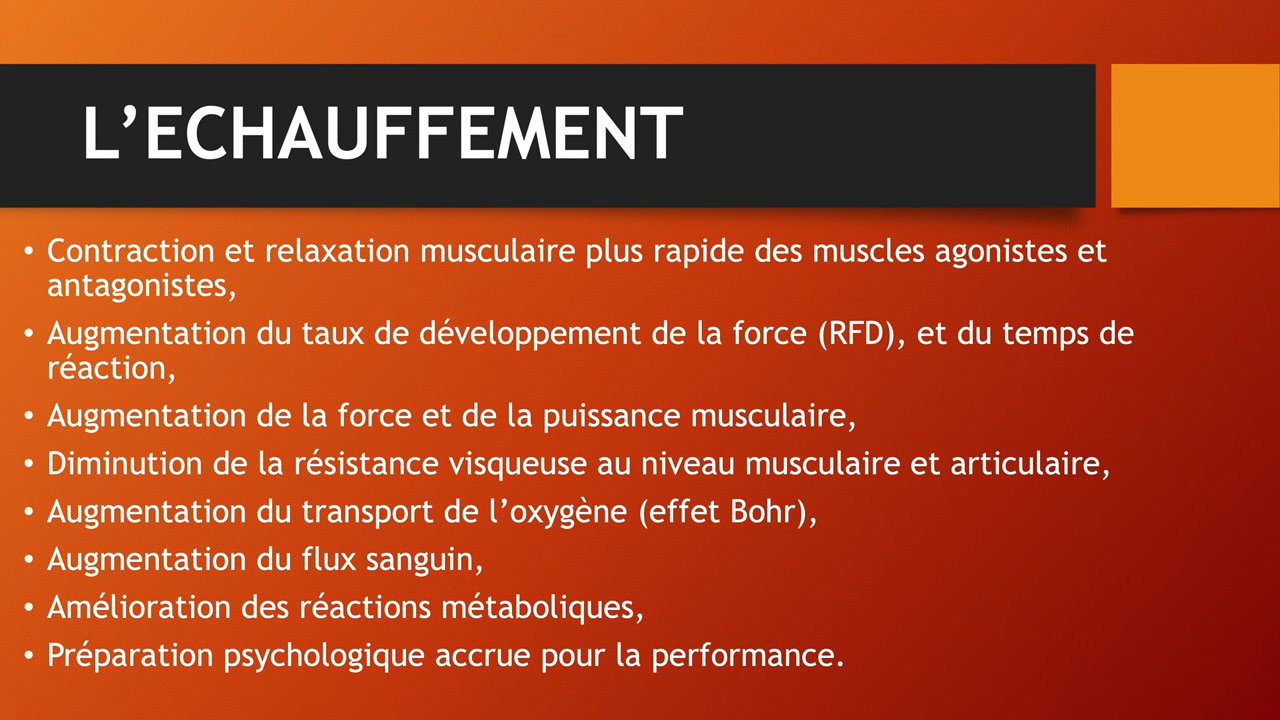 L’ECHAUFFEMENT
• Contraction et relaxation musculaire plus rapide des muscles agonistes et
antagonistes,
• Augmentation du taux de développement de la force (RFD), et du temps de
réaction,
• Augmentation de la force et de la puissance musculaire,
• Diminution de la résistance visqueuse au niveau musculaire et articulaire,
• Augmentation du transport de l’oxygène (effet Bohr),
• Augmentation du flux sanguin,
• Amélioration des réactions métaboliques,
• Préparation psychologique accrue pour la performance.